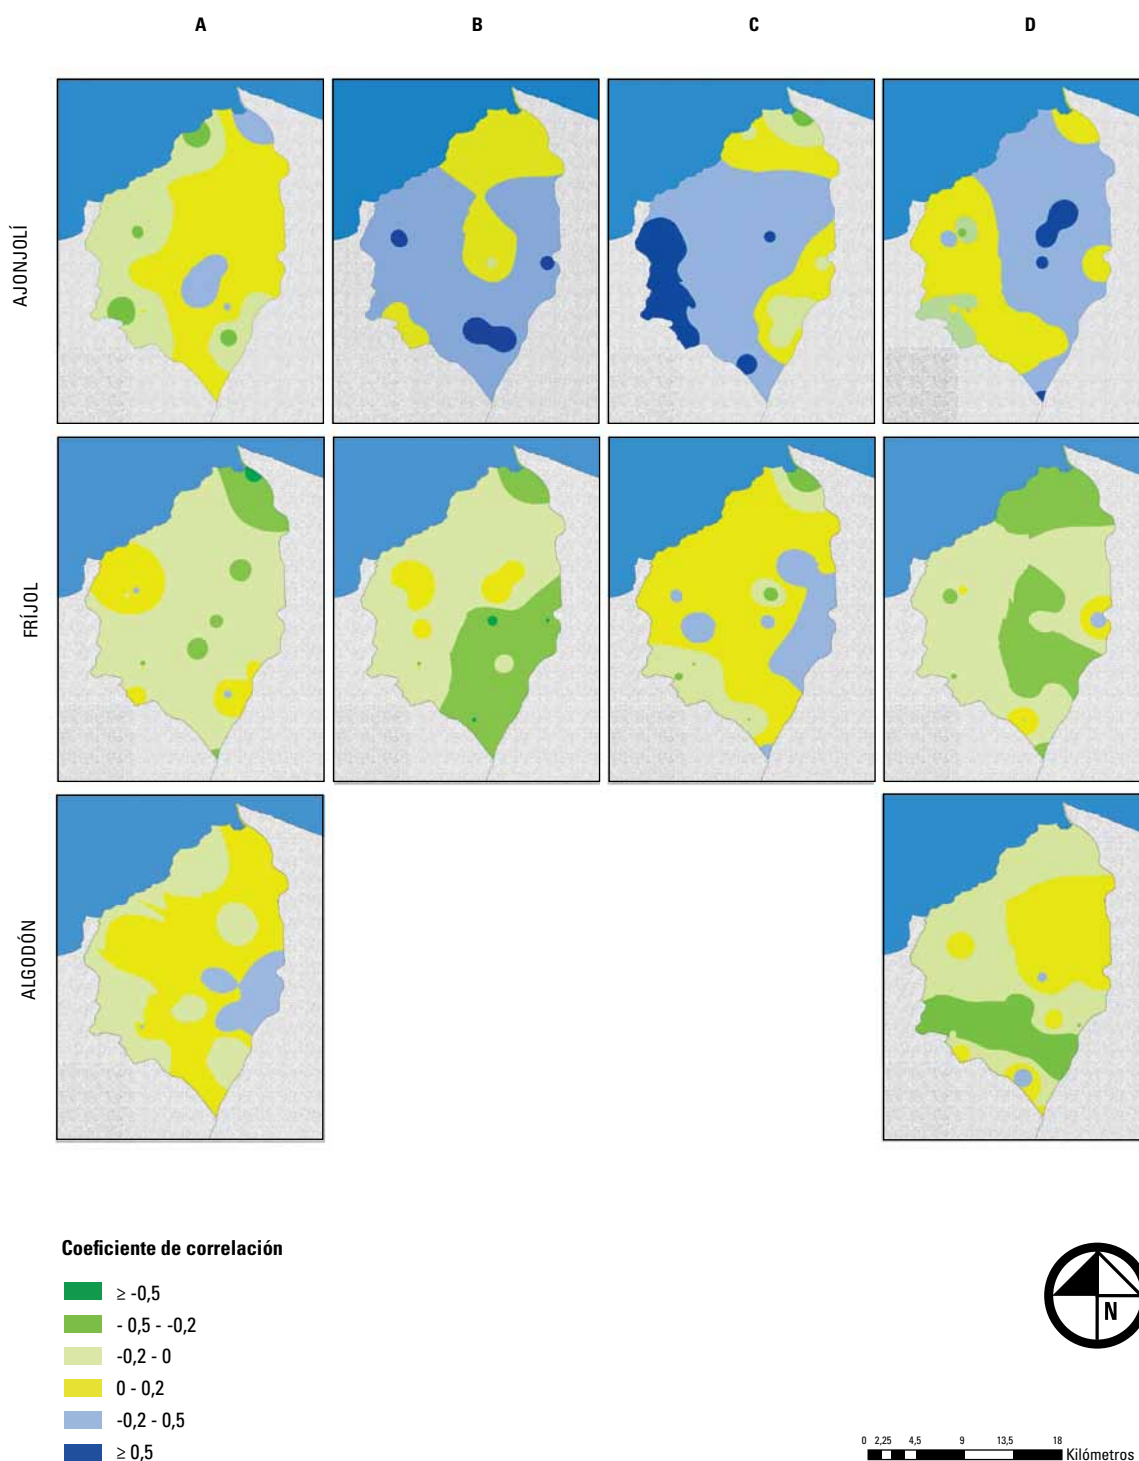 A B C D
AJONJOLÍ
FRÍJOL
ALGODÓN
Coeficiente de correlación
≥ -0,5
- 0,5 - -0,2
-0,2 - 0
0 - 0,2
-0,2 - 0,5
≥ 0,5
N
0 2,25 4,5 9 13,5 18
Kilómetros